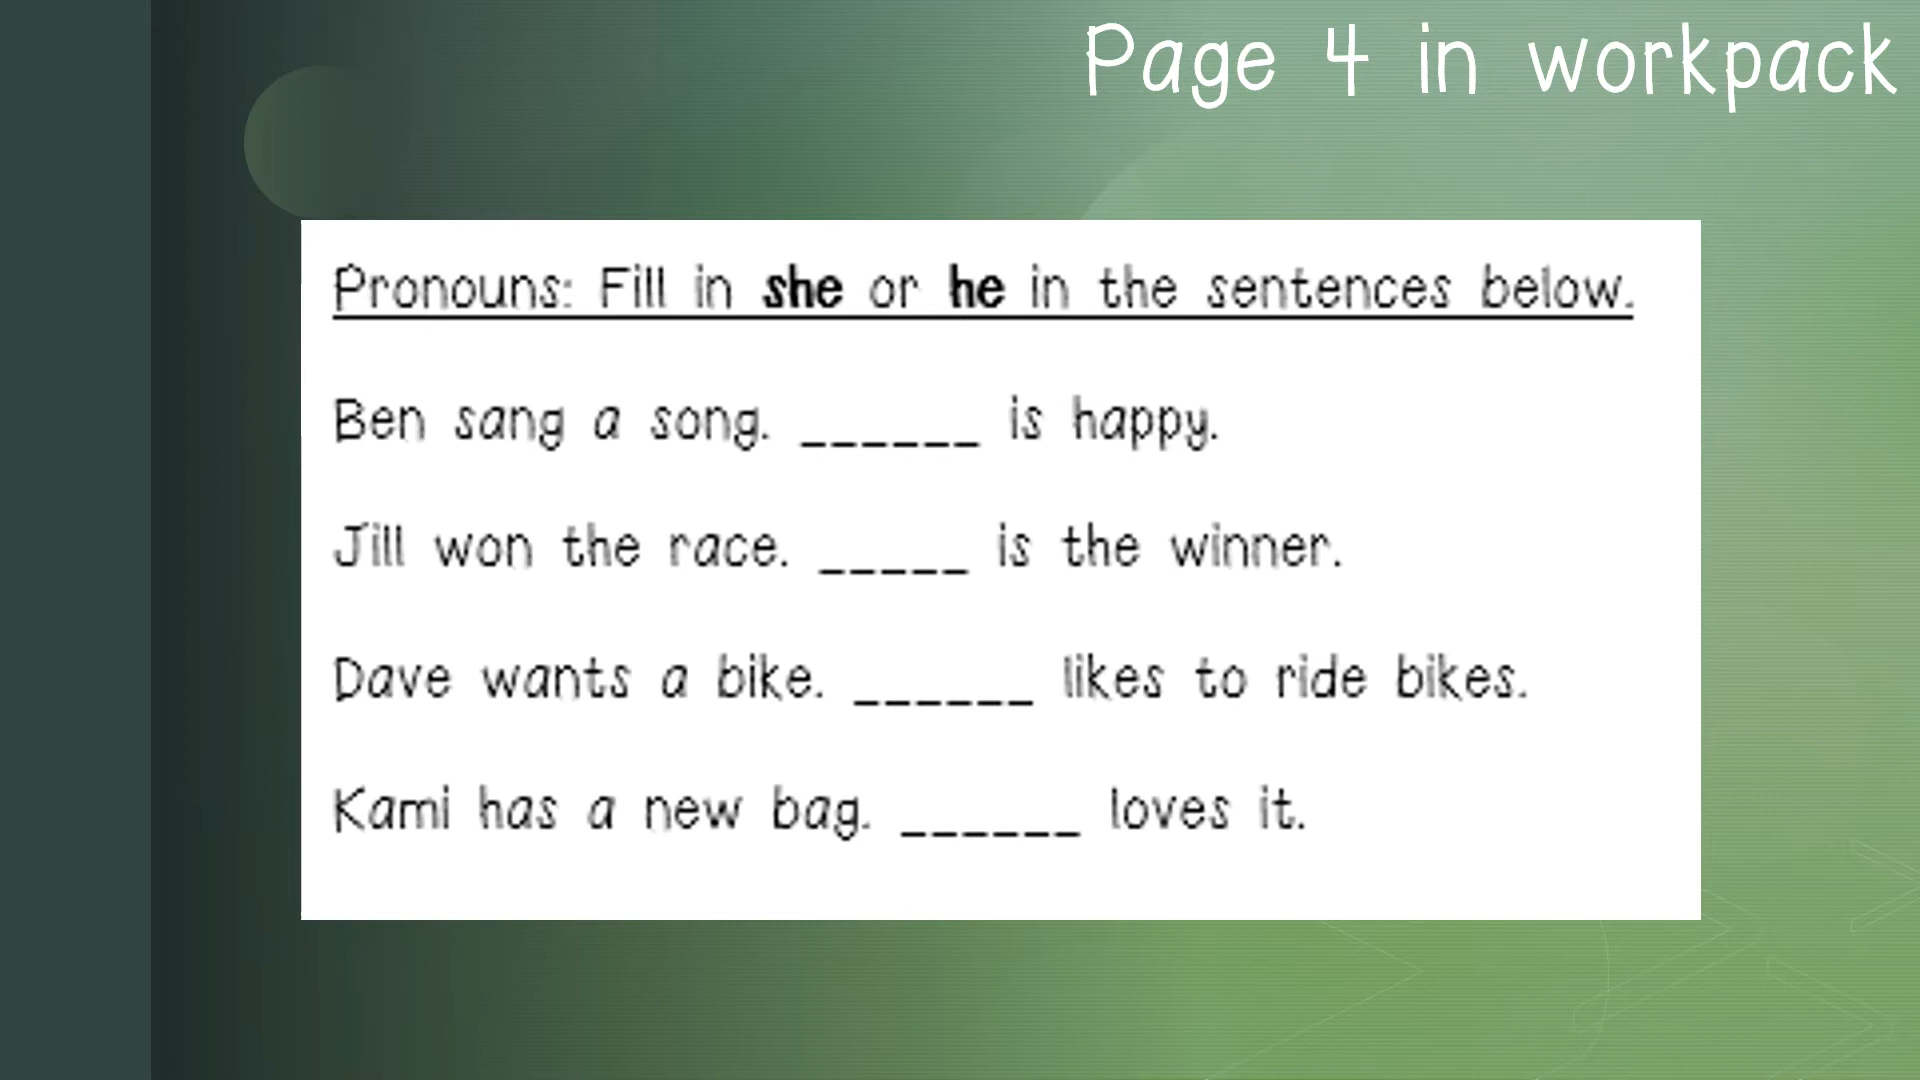 Page 4 in workpack
Pronouns: Fill in she or he in the sentences below.
Ben sang a song. ______ is happy.
Jill won the race. _____ is the winner.
Dave wants a bike. ______ likes to ride bikes.
Kami has a new bag. ______ loves it.